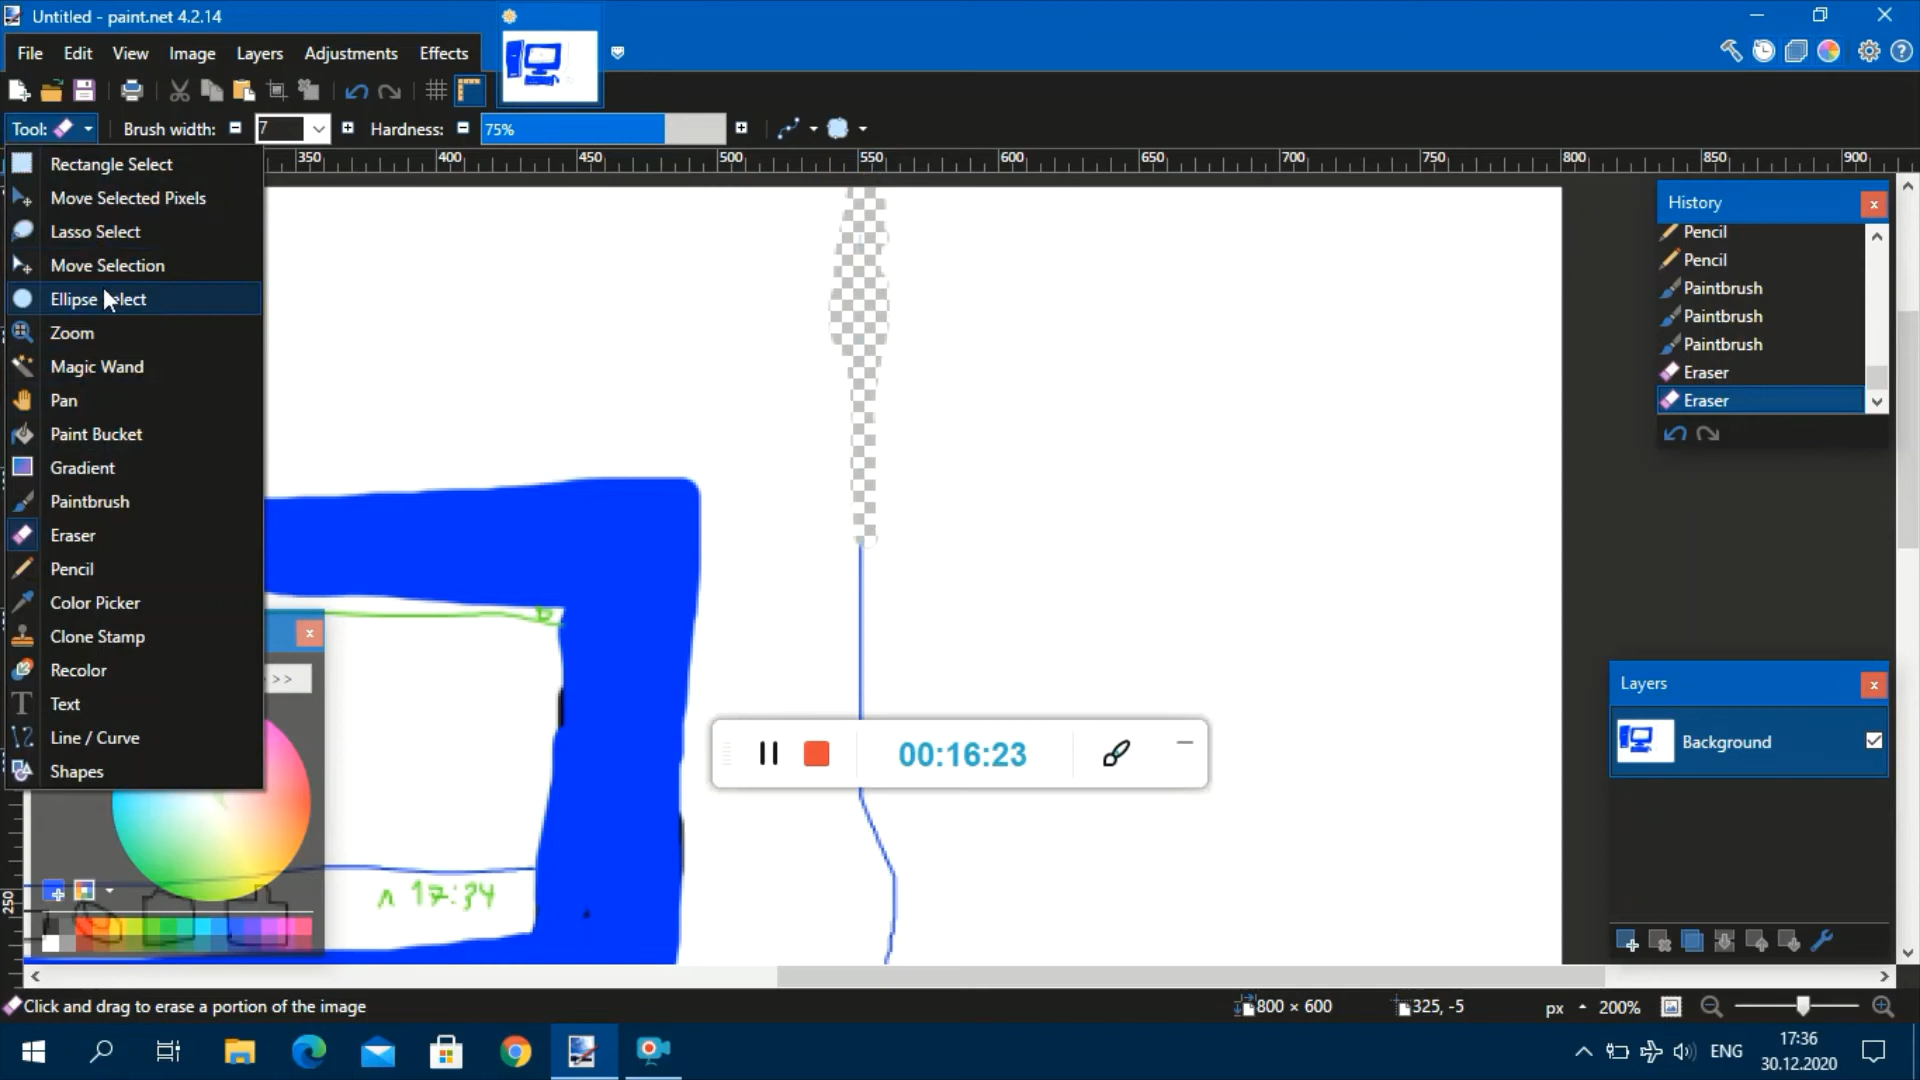 Untitled - paint.net 4.2.14
File Edit View Image Layers Adjustments Effects
Tool: Brush width: 7 Hardness: 75%
350 400 450 500 550 600 650 700 750 800 850 900
Rectangle Select
Move Selected Pixels
Lasso Select
Move Selection
Ellipse Select
Zoom
Magic Wand
Pan
Paint Bucket
Gradient
Paintbrush
Eraser
Pencil
Color Picker
Clone Stamp
Recolor
Text
Line / Curve
Shapes
>>
250
17:34
History
Pencil
Pencil
Paintbrush
Paintbrush
Paintbrush
Eraser
Eraser
00:16:23
Layers
Background
Click and drag to erase a portion of the image
800 × 600
325, -5
px
200%
ENG
17:36
30.12.2020